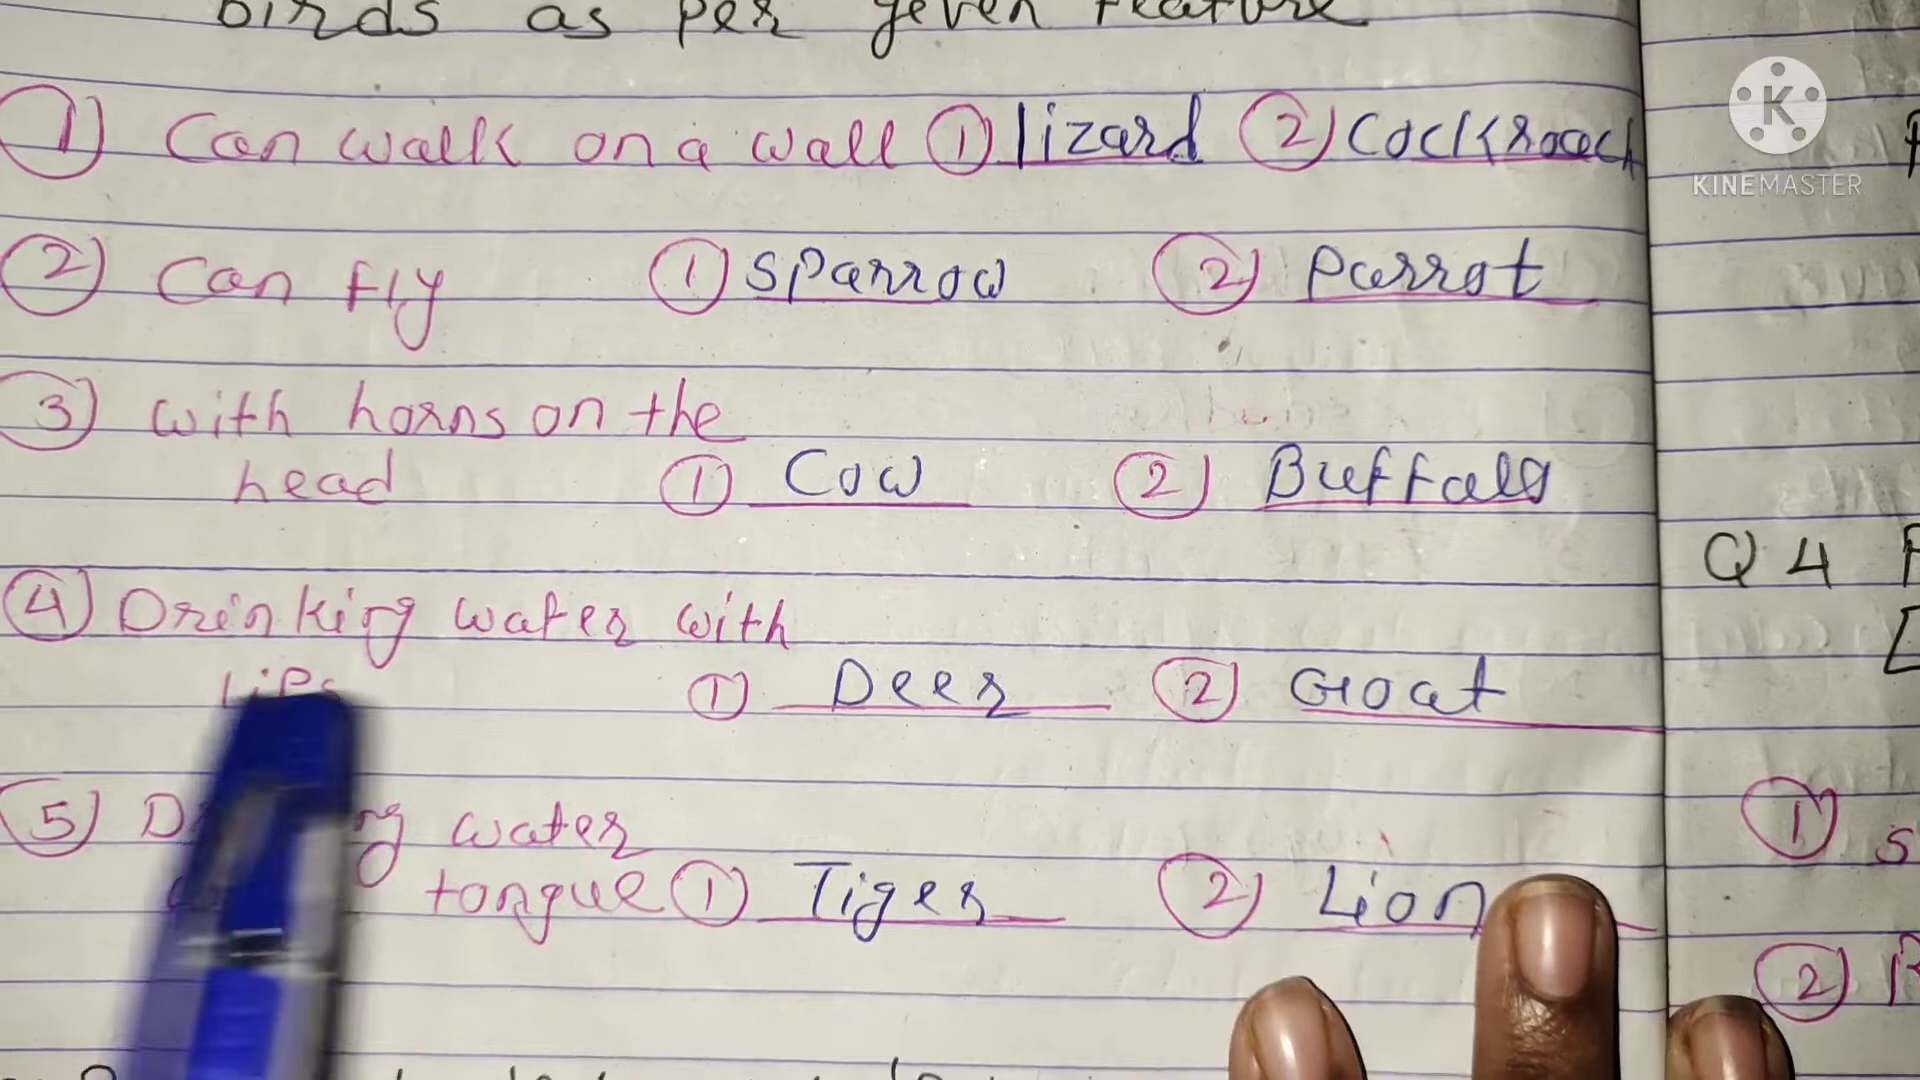 birds as per geven feature
① Can walk on a wall ① lizard ② Cockroach
KINEMASTER
② Can Fly ① Sparrow ② Parrot
③ with horns on the
head ① Cow ② Buffalo
Q 4
④ Drinking water with
lips ① Deer ② Goat
⑤ water
tongue ① Tiger ② Lion
①
②